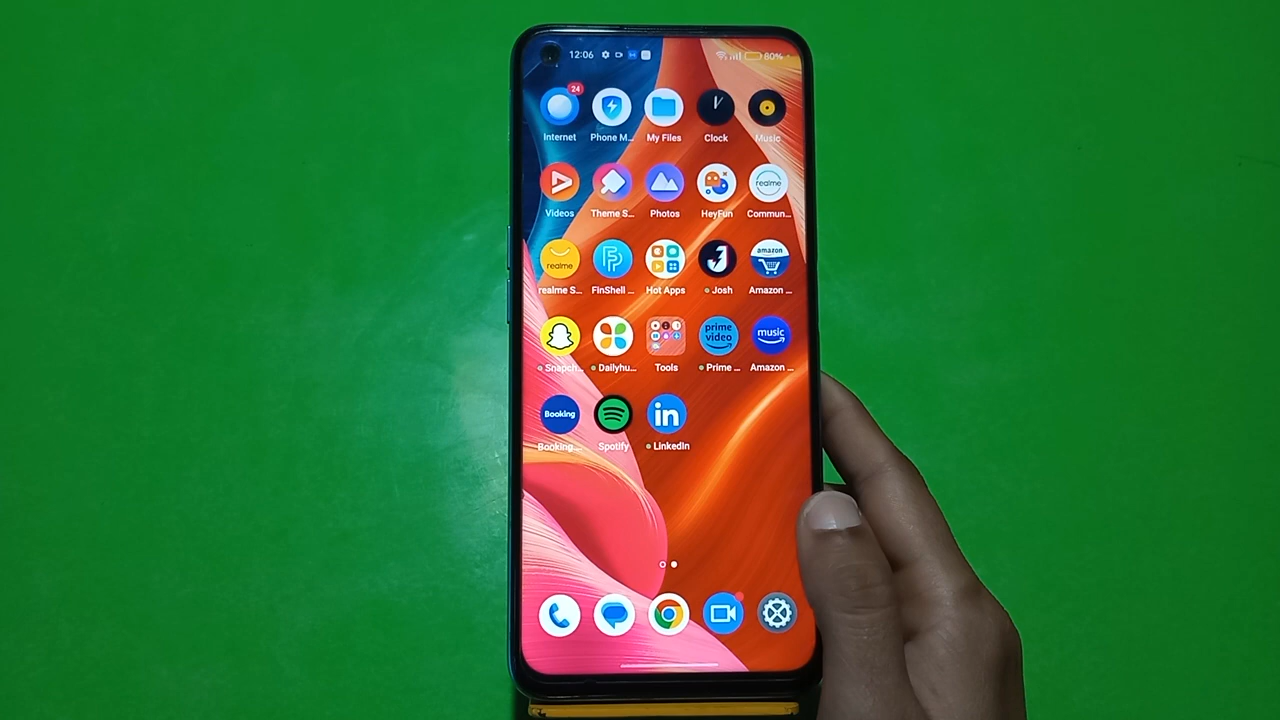 12:06 80%
24
Internet Phone M... My Files Clock Music
realme
Videos Theme S... Photos HeyFun Commun...
realme amazon
realme S... FinShell ... Hot Apps Josh Amazon ...
prime video music
Snapch... Dailyhu... Tools Prime ... Amazon ...
Booking in
Booking... Spotify LinkedIn